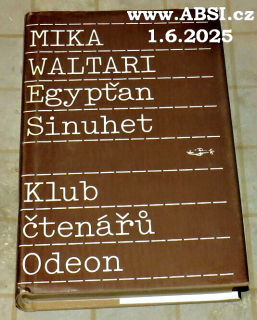 www.ABSI.cz
1.6.2025
MIKA
WALTARI
Egypťan
Sinuhet
Klub
čtenářů
Odeon